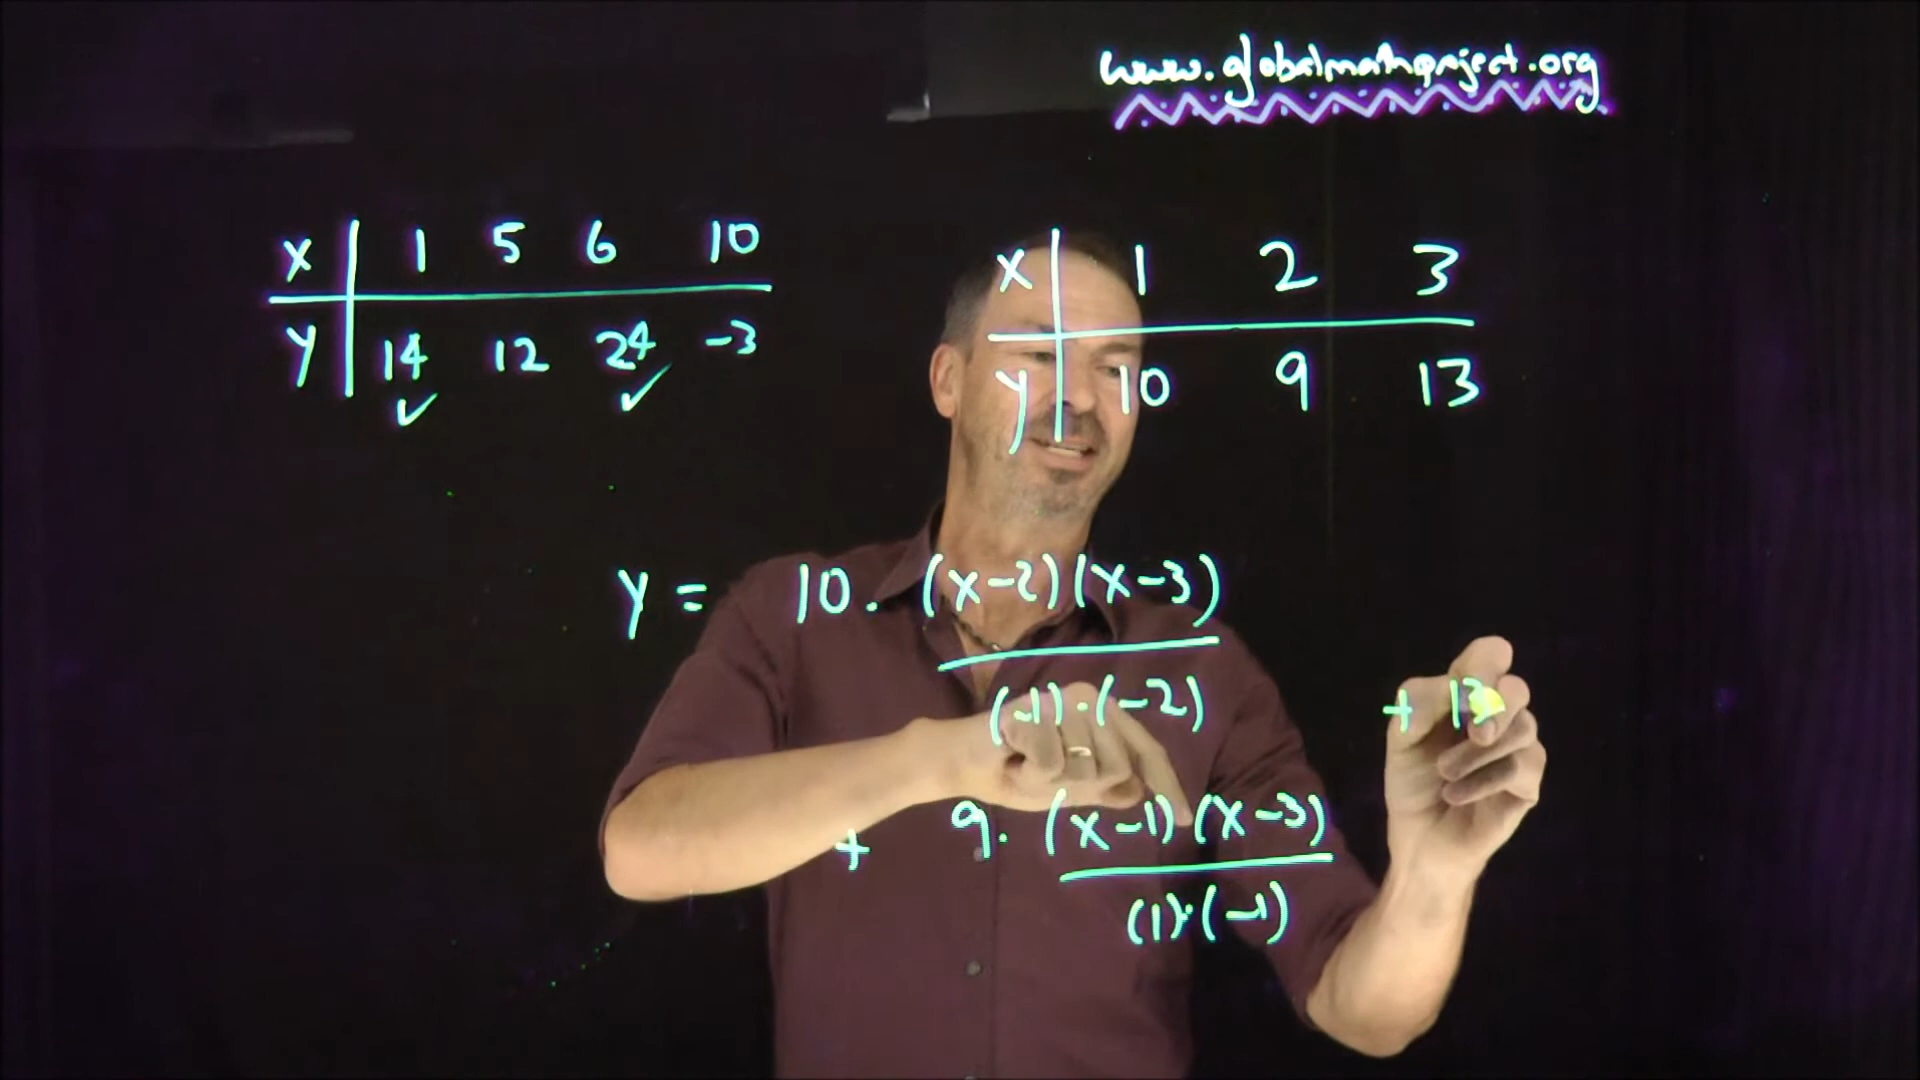 www.globalmathproject.org
x | 1 5 6 10
y | 14 12 24 -3
✓ ✓
x | 1 2 3
y | 10 9 13
y = 10 . (x-2)(x-3)
(-1).(-2)
+ 13
+ 9. (x-1)(x-3)
(1).(-1)